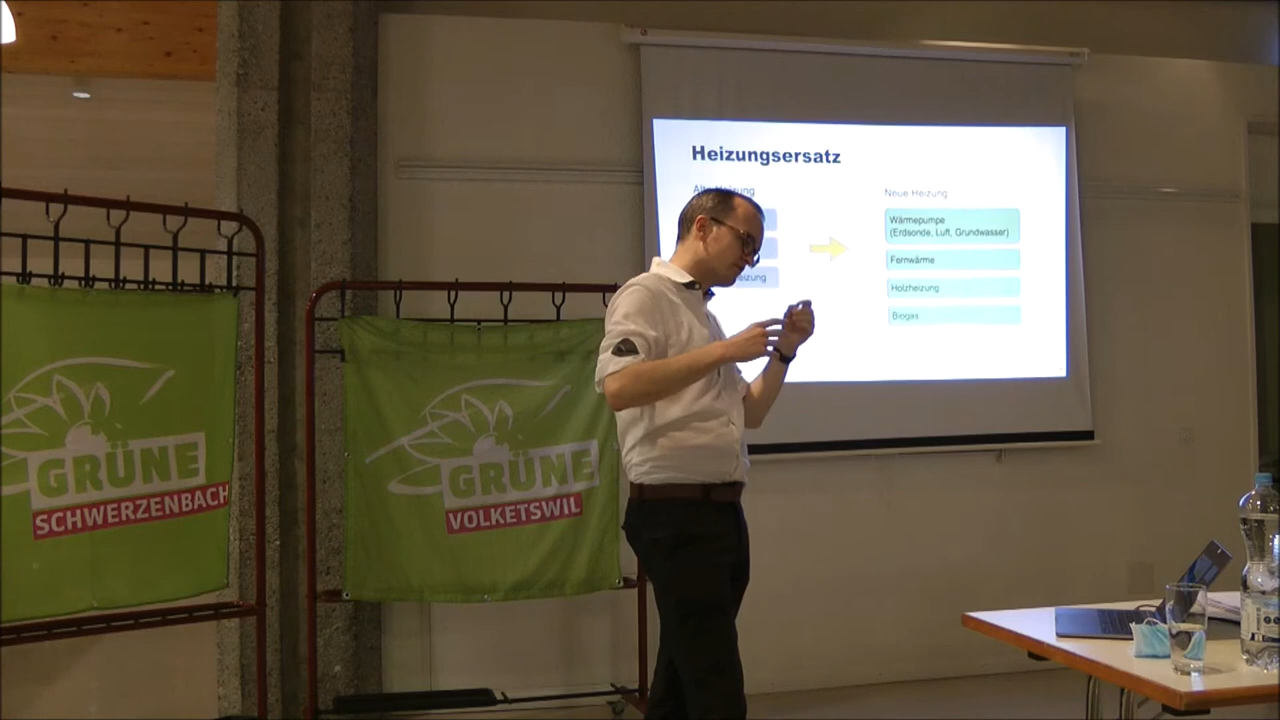 Heizungsersatz
Neue Heizung
Wärmepumpe
(Erdsonde, Luft, Grundwasser)
Fernwärme
Holzheizung
Biogas
GRÜNE
SCHWERZENBACH
GRÜNE
VOLKETSWIL